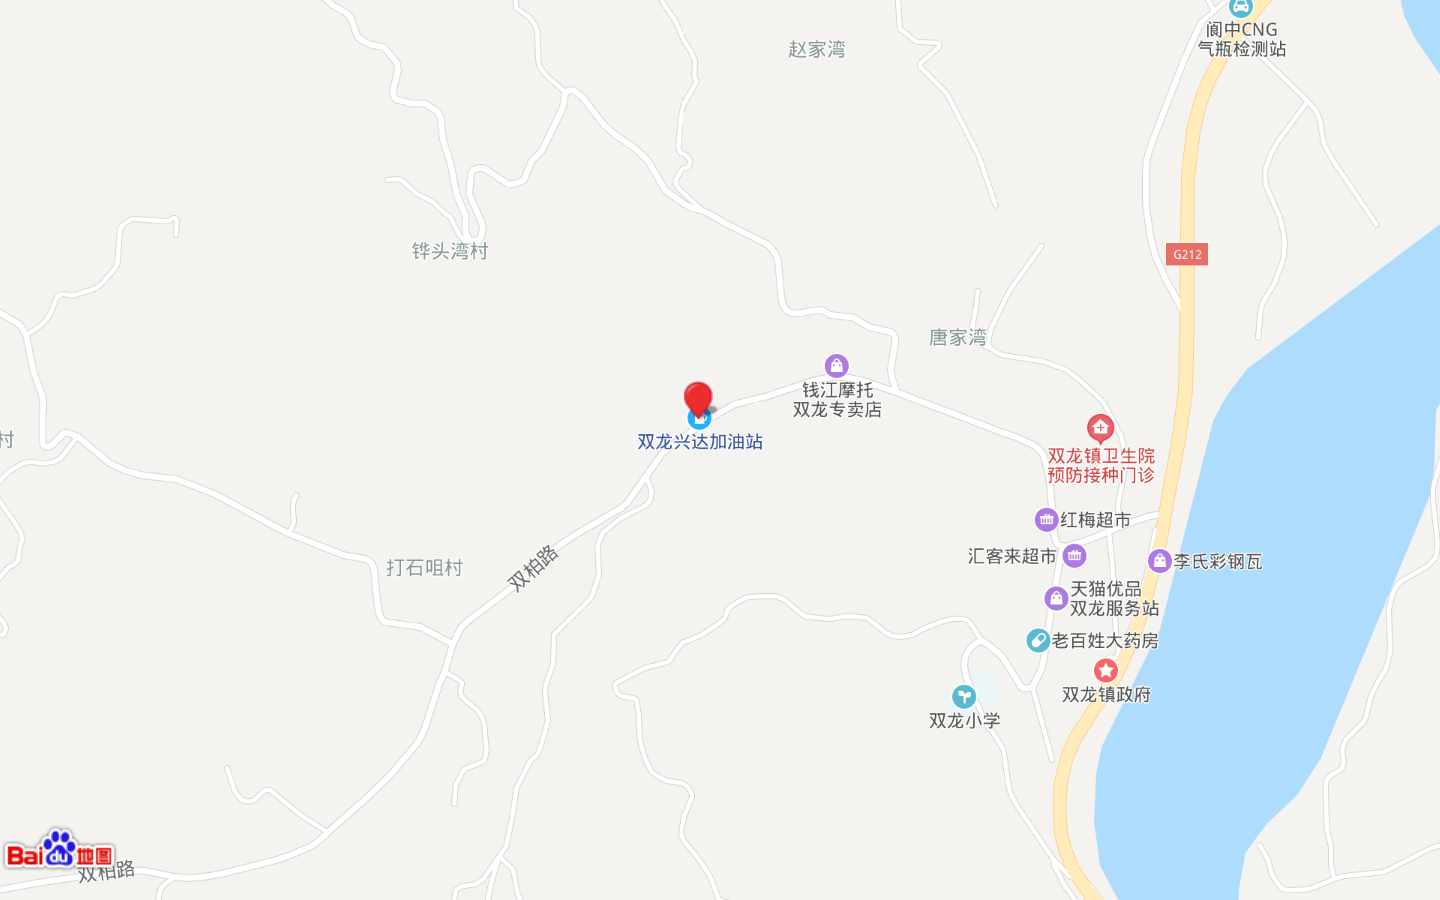 阆中CNG
气瓶检测站
赵家湾
铧头湾村
G212
唐家湾
钱江摩托
双龙专卖店
双龙兴达加油站
村
双龙镇卫生院
预防接种门诊
红梅超市
汇客来超市
李氏彩钢瓦
打石咀村
双柏路
天猫优品
双龙服务站
老百姓大药房
双龙镇政府
双龙小学
Bai du 地图
双柏路